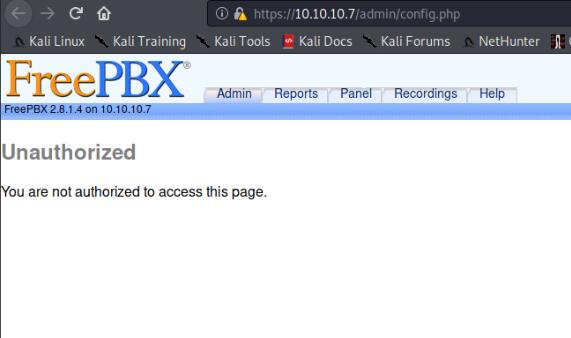 https://10.10.10.7/admin/config.php
Kali Linux Kali Training Kali Tools Kali Docs Kali Forums NetHunter
FreePBX®
Admin Reports Panel Recordings Help
FreePBX 2.8.1.4 on 10.10.10.7
Unauthorized
You are not authorized to access this page.